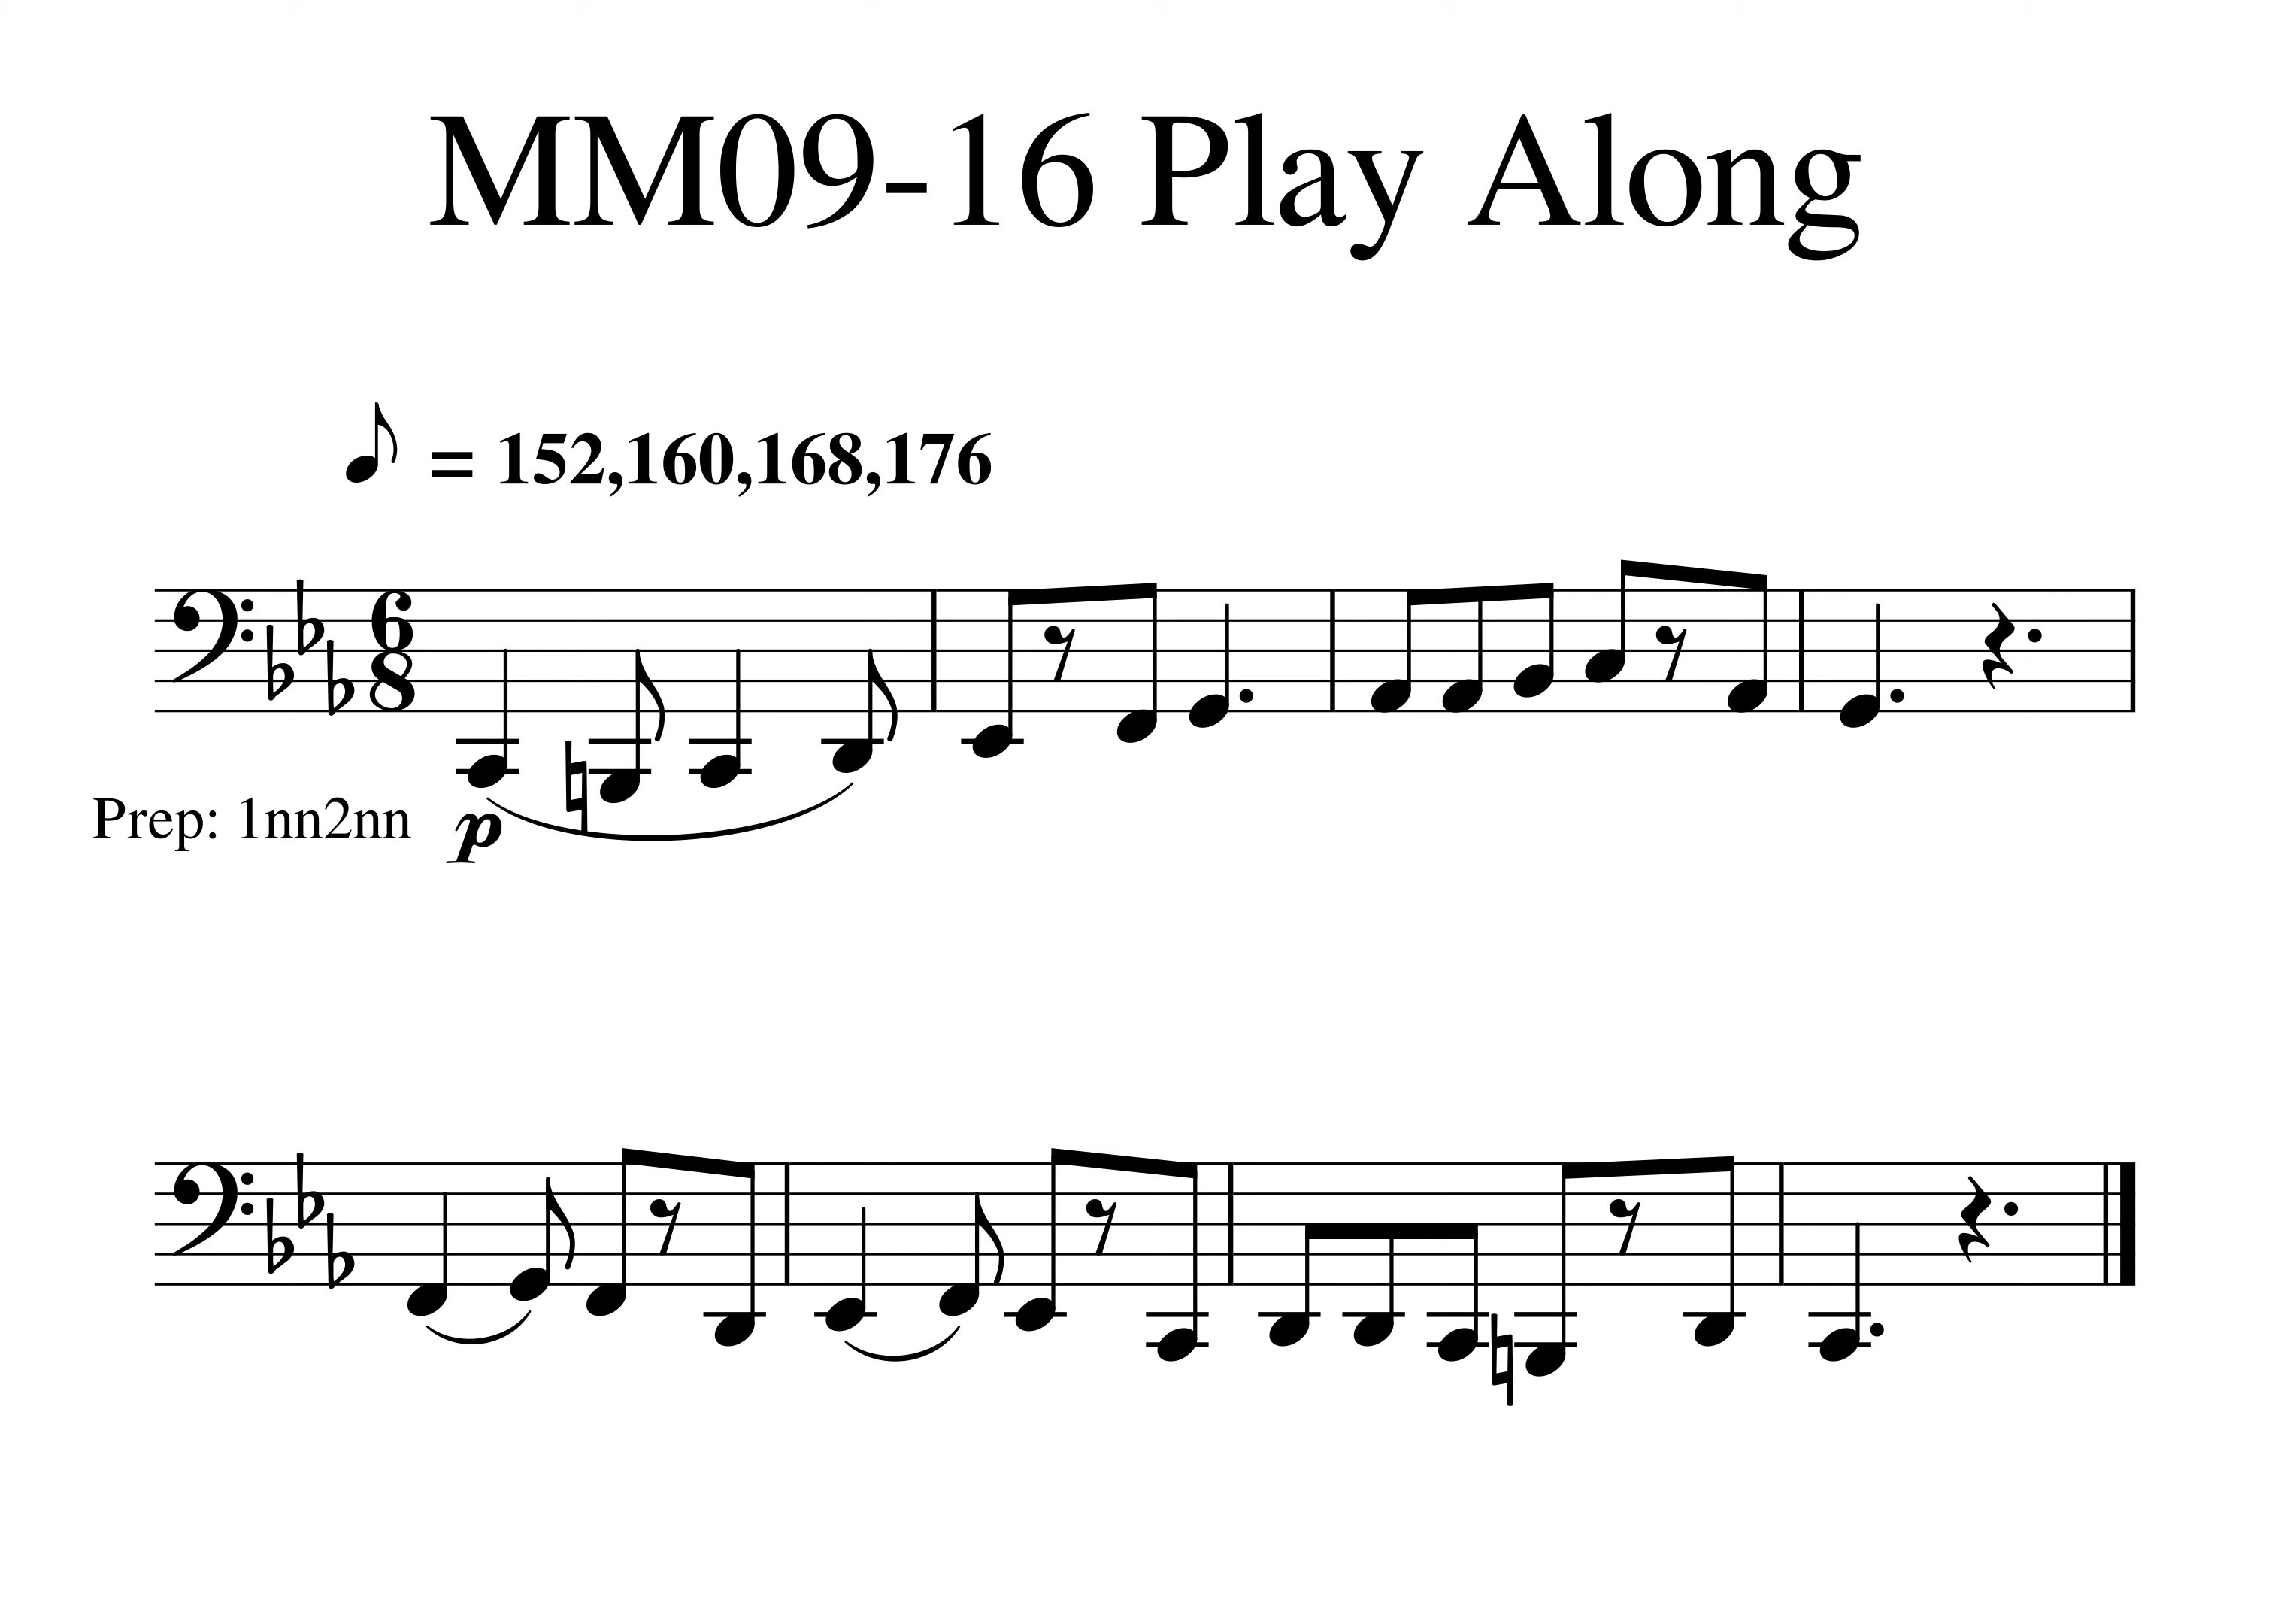 MM09-16 Play Along
= 152,160,168,176
6
8
Prep: 1nn2nn
p